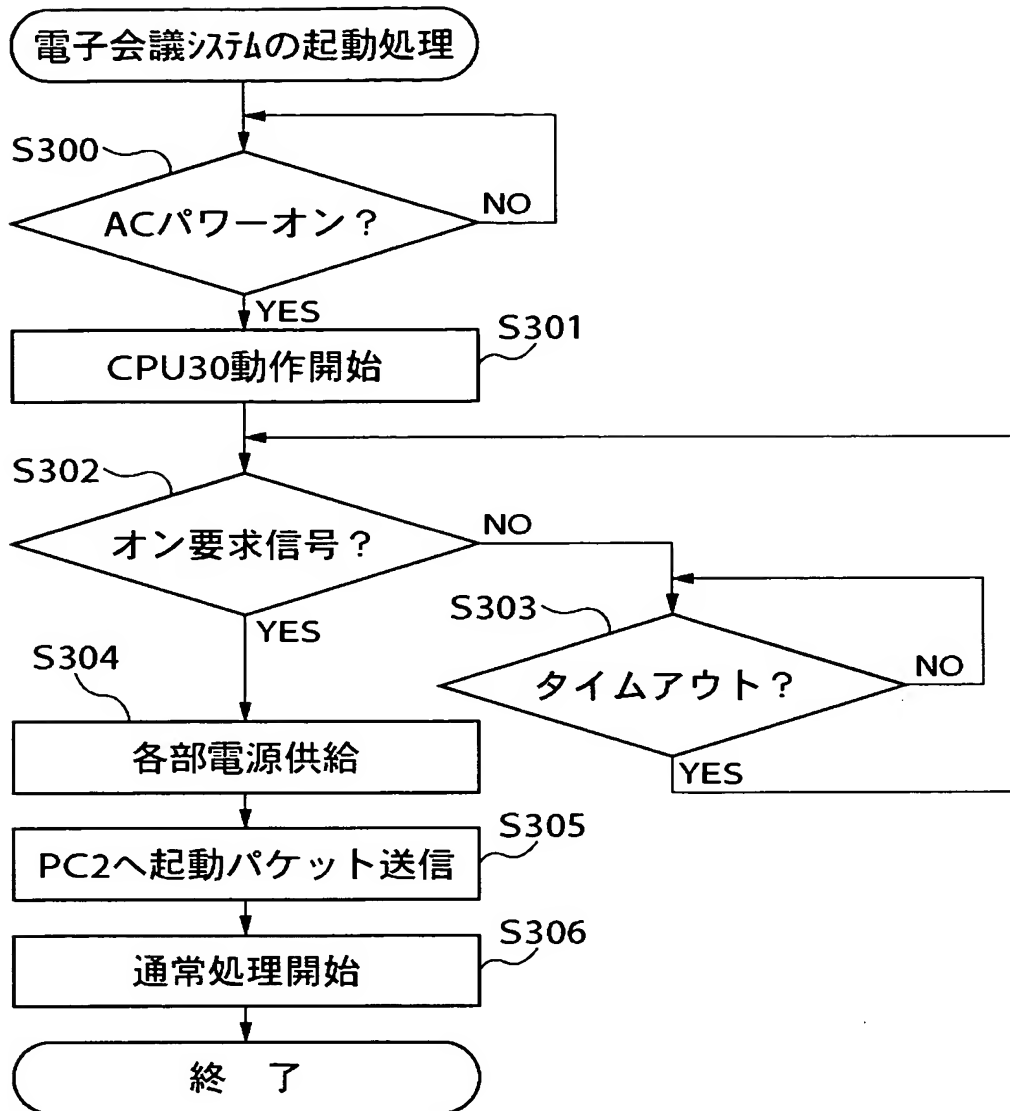 電子会議システムの起動処理
S300
ACパワーオン？
NO
YES
S301
CPU30動作開始
S302
オン要求信号？
NO
YES
S303
タイムアウト？
NO
YES
S304
各部電源供給
S305
PC2へ起動パケット送信
S306
通常処理開始
終 了